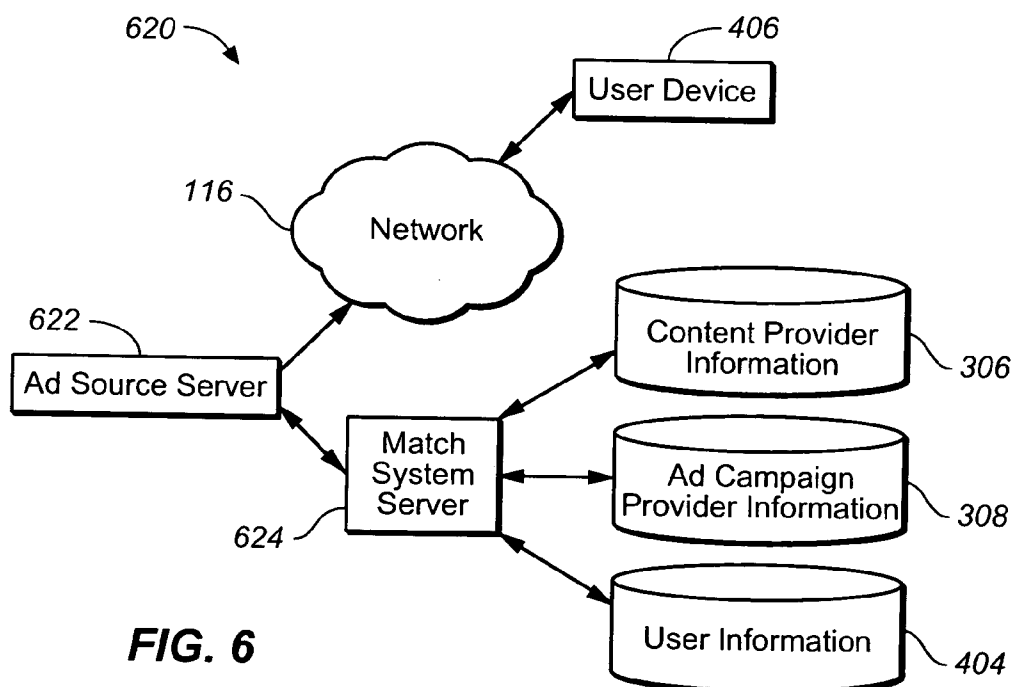 620
406
User Device
116
Network
622
Ad Source Server
Content Provider
Information
306
Match
System
Server
624
Ad Campaign
Provider Information
308
User Information
404
FIG. 6